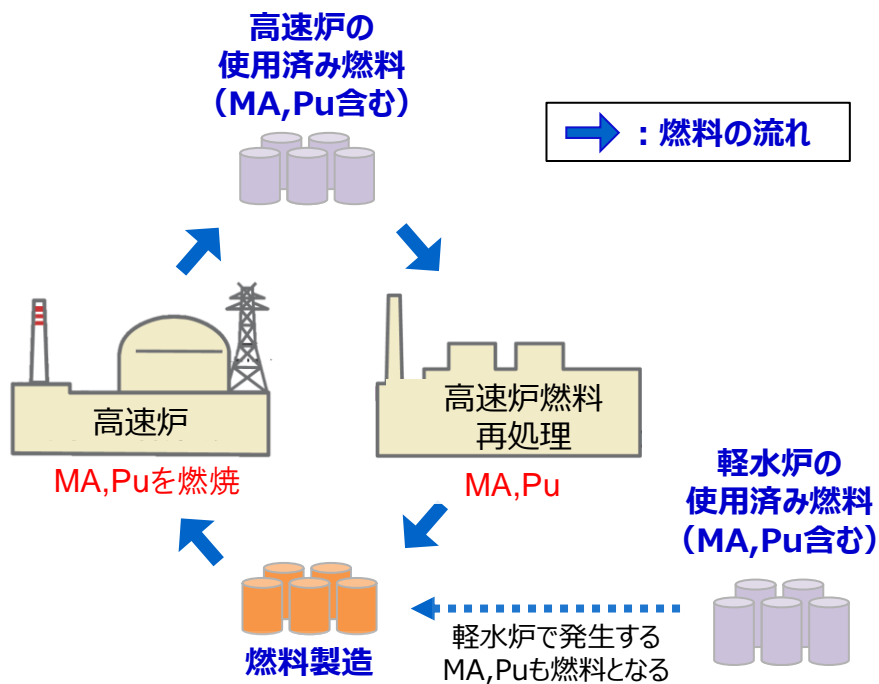 高速炉の
使用済み燃料
（MA,Pu含む）
：燃料の流れ
高速炉
MA,Puを燃焼
高速炉燃料
再処理
MA,Pu
軽水炉の
使用済み燃料
（MA,Pu含む）
燃料製造
軽水炉で発生する
MA,Puも燃料となる